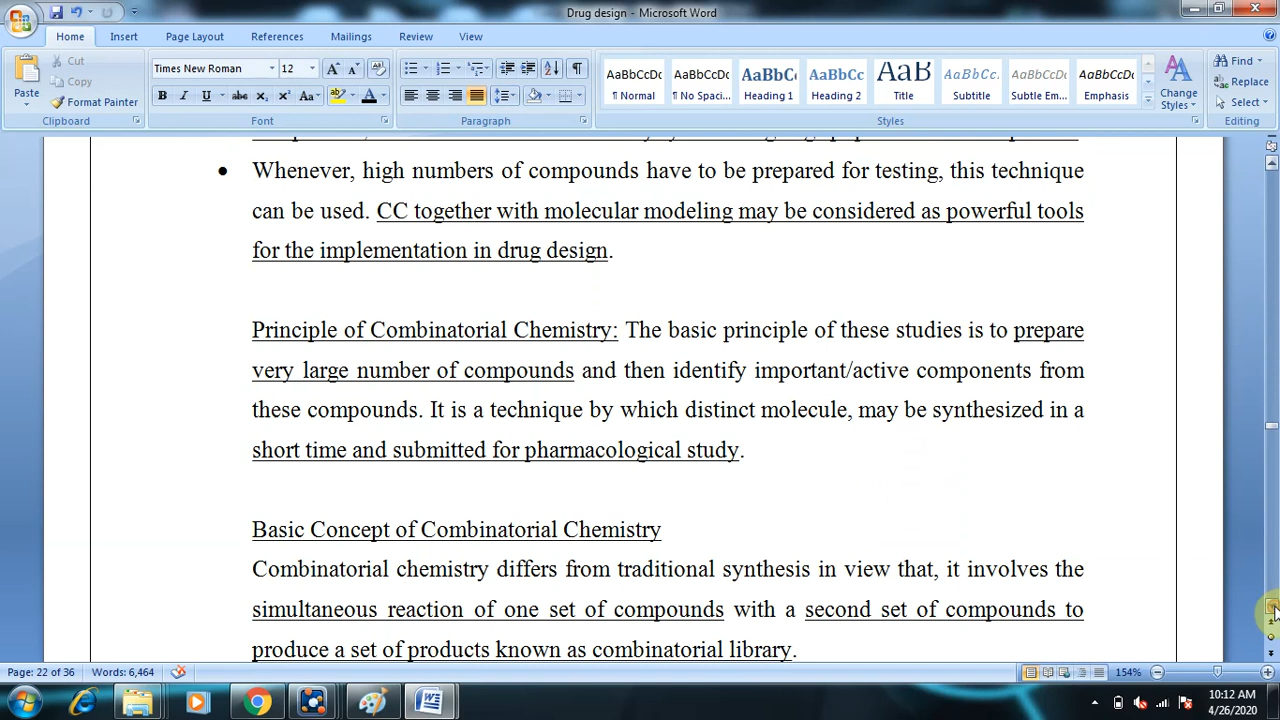 Drug design - Microsoft Word
Home Insert Page Layout References Mailings Review View
Paste
Cut
Copy
Format Painter
Clipboard
Times New Roman 12
Font
Paragraph
AaBbCcDc AaBbCcDc AaBbC AaBbCc AaB AaBbCc. AaBbCcDc AaBbCcDc
¶ Normal ¶ No Spaci... Heading 1 Heading 2 Title Subtitle Subtle Em... Emphasis
Change Styles
Styles
Find
Replace
Select
Editing
• Whenever, high numbers of compounds have to be prepared for testing, this technique
can be used. CC together with molecular modeling may be considered as powerful tools
for the implementation in drug design.
Principle of Combinatorial Chemistry: The basic principle of these studies is to prepare
very large number of compounds and then identify important/active components from
these compounds. It is a technique by which distinct molecule, may be synthesized in a
short time and submitted for pharmacological study.
Basic Concept of Combinatorial Chemistry
Combinatorial chemistry differs from traditional synthesis in view that, it involves the
simultaneous reaction of one set of compounds with a second set of compounds to
produce a set of products known as combinatorial library.
Page: 22 of 36 Words: 6,464 154%
10:12 AM
4/26/2020